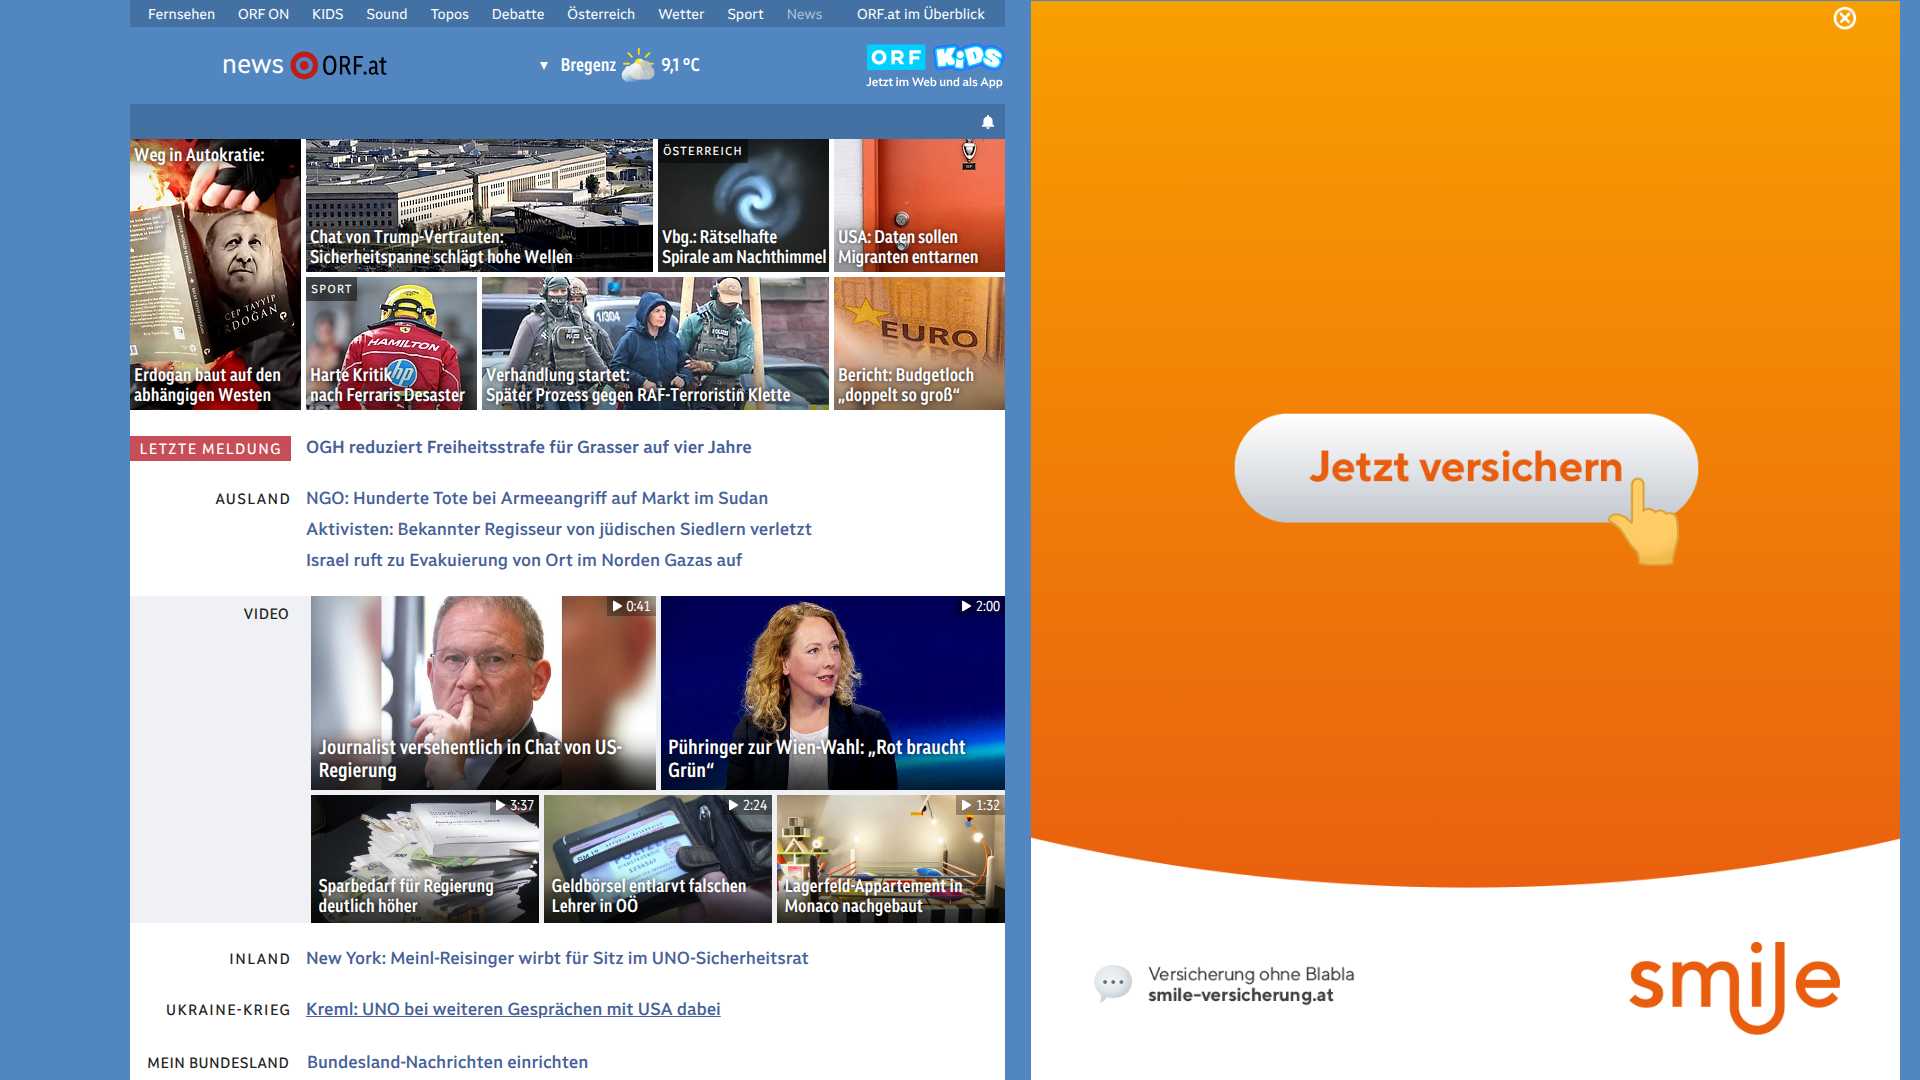 Fernsehen ORF ON KIDS Sound Topos Debatte Österreich Wetter Sport News ORF.at im Überblick
news ORF.at
▼ Bregenz 9,1 °C
ORF KiDS
Jetzt im Web und als App
Weg in Autokratie:
Erdogan baut auf den
abhängigen Westen
Chat von Trump-Vertrauten:
Sicherheitspanne schlägt hohe Wellen
ÖSTERREICH
Vbg.: Rätselhafte
Spirale am Nachthimmel
USA: Daten sollen
Migranten enttarnen
SPORT
HAMILTON
hp
Harte Kritik
nach Ferraris Desaster
1/304
POLIZEI
Verhandlung startet:
Später Prozess gegen RAF-Terroristin Klette
EURO
Bericht: Budgetloch
„doppelt so groß“
LETZTE MELDUNG
OGH reduziert Freiheitsstrafe für Grasser auf vier Jahre
AUSLAND
NGO: Hunderte Tote bei Armeeangriff auf Markt im Sudan
Aktivisten: Bekannter Regisseur von jüdischen Siedlern verletzt
Israel ruft zu Evakuierung von Ort im Norden Gazas auf
VIDEO
0:41
Journalist versehentlich in Chat von US-
Regierung
2:00
Pühringer zur Wien-Wahl: „Rot braucht
Grün“
3:37
Sparbedarf für Regierung
deutlich höher
2:24
Geldbörsel entlarvt falschen
Lehrer in OÖ
1:32
Lagerfeld-Appartement in
Monaco nachgebaut
INLAND
New York: Meinl-Reisinger wirbt für Sitz im UNO-Sicherheitsrat
UKRAINE-KRIEG
Kreml: UNO bei weiteren Gesprächen mit USA dabei
MEIN BUNDESLAND
Bundesland-Nachrichten einrichten
Jetzt versichern
Versicherung ohne Blabla
smile-versicherung.at
smile